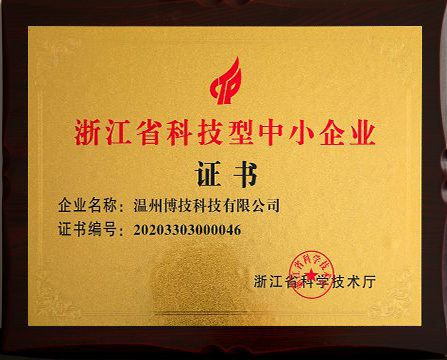 浙江省科技型中小企业
证书
企业名称：温州博技科技有限公司
证书编号：20203303000046
浙江省科学技术厅